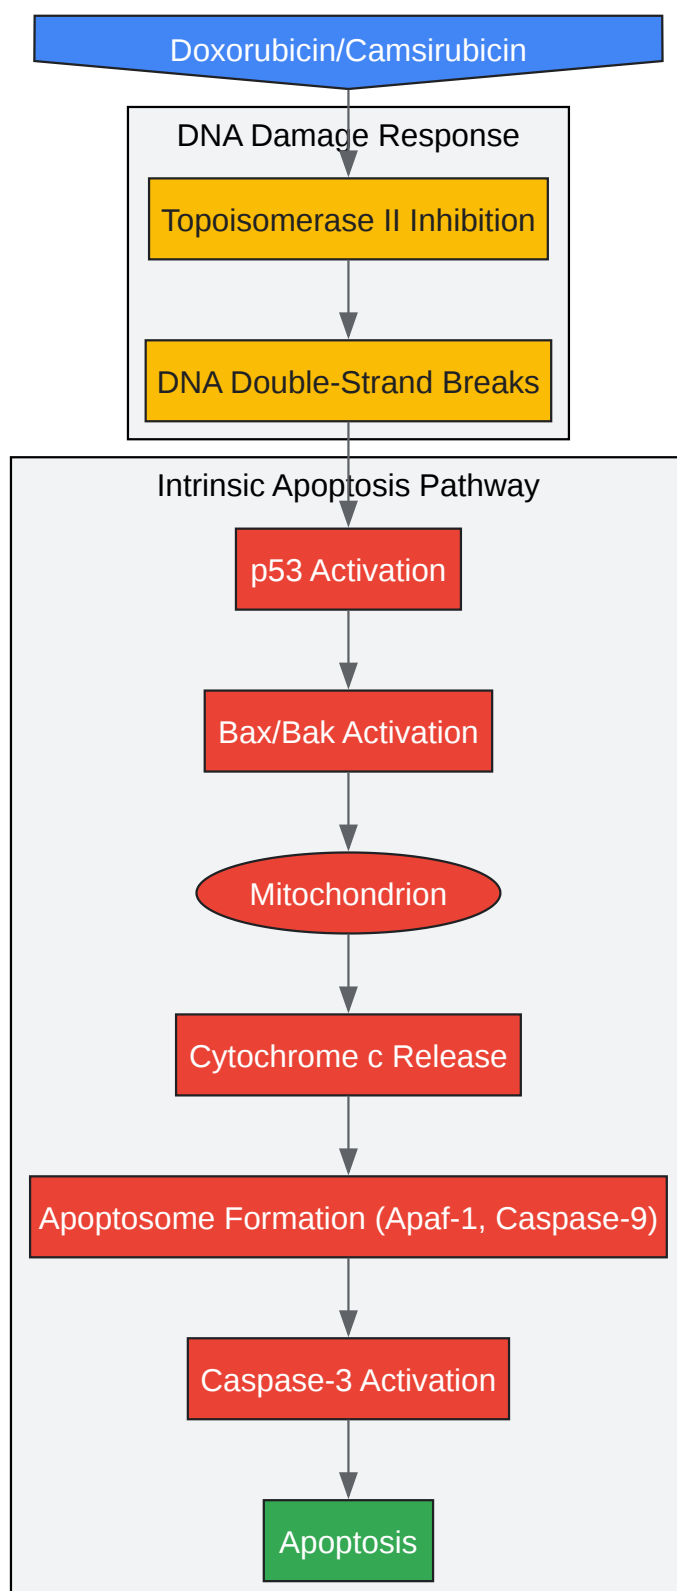 Doxorubicin/Camsirubicin
DNA Damage Response
Topoisomerase II Inhibition
DNA Double-Strand Breaks
Intrinsic Apoptosis Pathway
p53 Activation
Bax/Bak Activation
Mitochondrion
Cytochrome c Release
Apoptosome Formation (Apaf-1, Caspase-9)
Caspase-3 Activation
Apoptosis